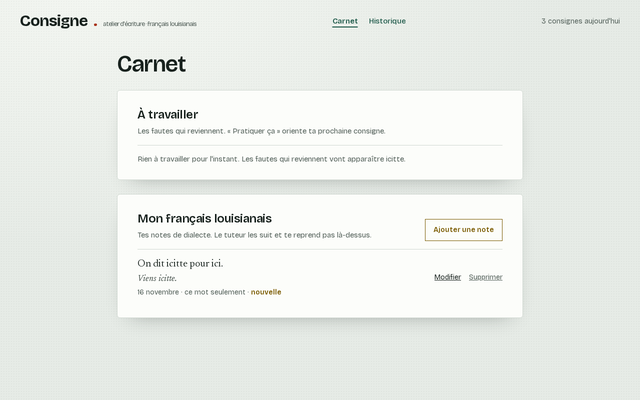 Consigne
atelier d'écriture · français louisianais
Carnet Historique
3 consignes aujourd'hui
Carnet
À travailler
Les fautes qui reviennent. « Pratiquer ça » oriente ta prochaine consigne.
Rien à travailler pour l'instant. Les fautes qui reviennent vont apparaître icitte.
Mon français louisianais
Tes notes de dialecte. Le tuteur les suit et te reprend pas là-dessus.
Ajouter une note
On dit icitte pour ici.
Viens icitte.
16 novembre · ce mot seulement · nouvelle
Modifier Supprimer